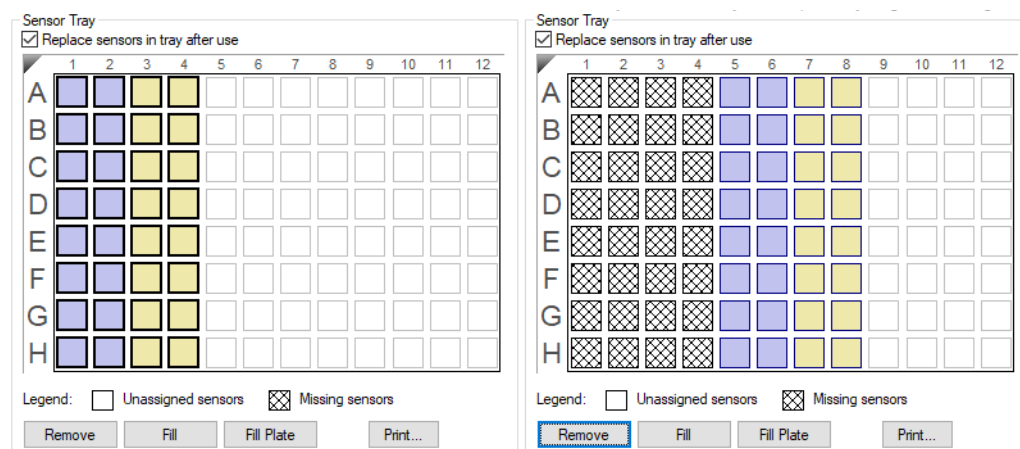 Sensor Tray
Replace sensors in tray after use
1 2 3 4 5 6 7 8 9 10 11 12
A
B
C
D
E
F
G
H
Legend: Unassigned sensors Missing sensors
Remove Fill Fill Plate Print...
Sensor Tray
Replace sensors in tray after use
1 2 3 4 5 6 7 8 9 10 11 12
A
B
C
D
E
F
G
H
Legend: Unassigned sensors Missing sensors
Remove Fill Fill Plate Print...